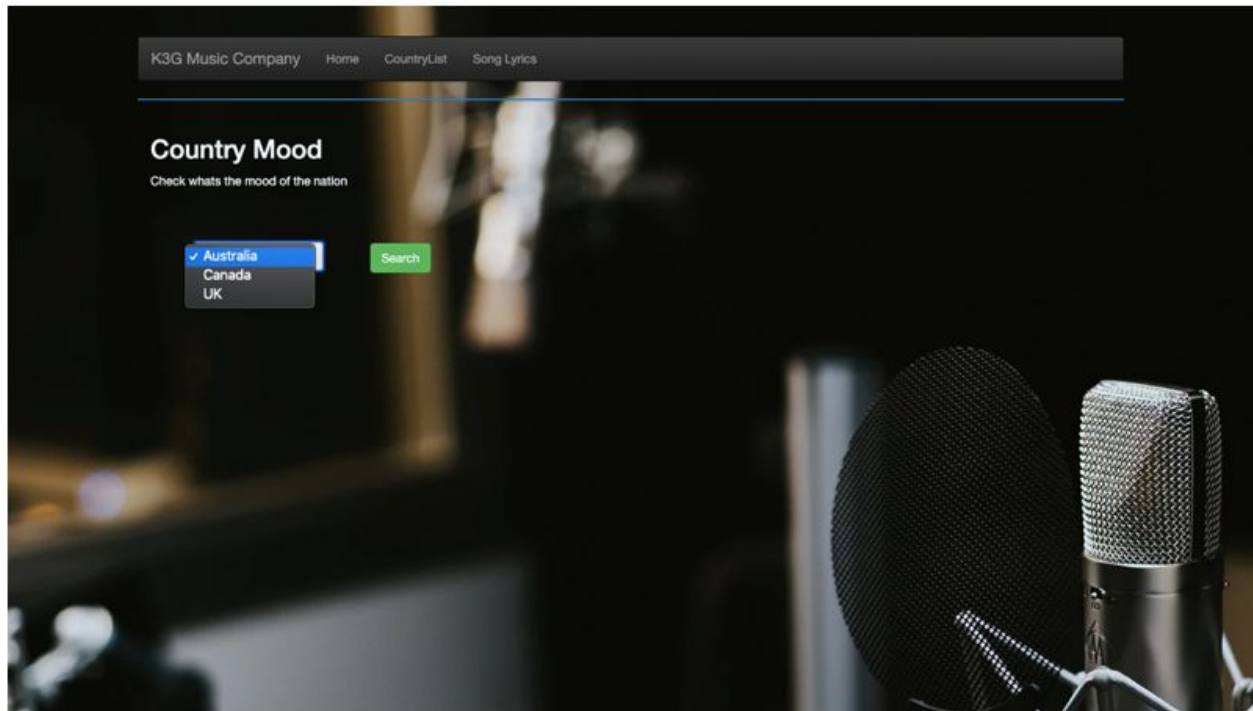 K3G Music Company Home CountryList Song Lyrics
Country Mood
Check whats the mood of the nation
✓ Australia Search
Canada
UK